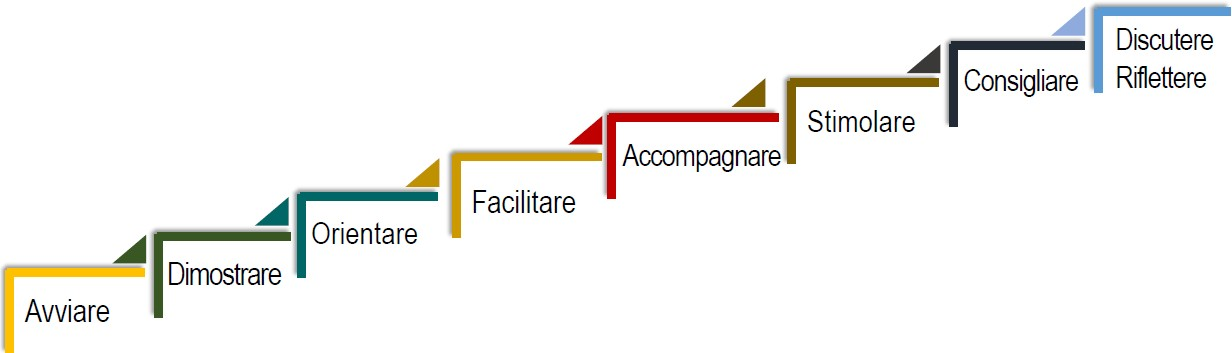 Avviare
Dimostrare
Orientare
Facilitare
Accompagnare
Stimolare
Consigliare
Discutere
Riflettere